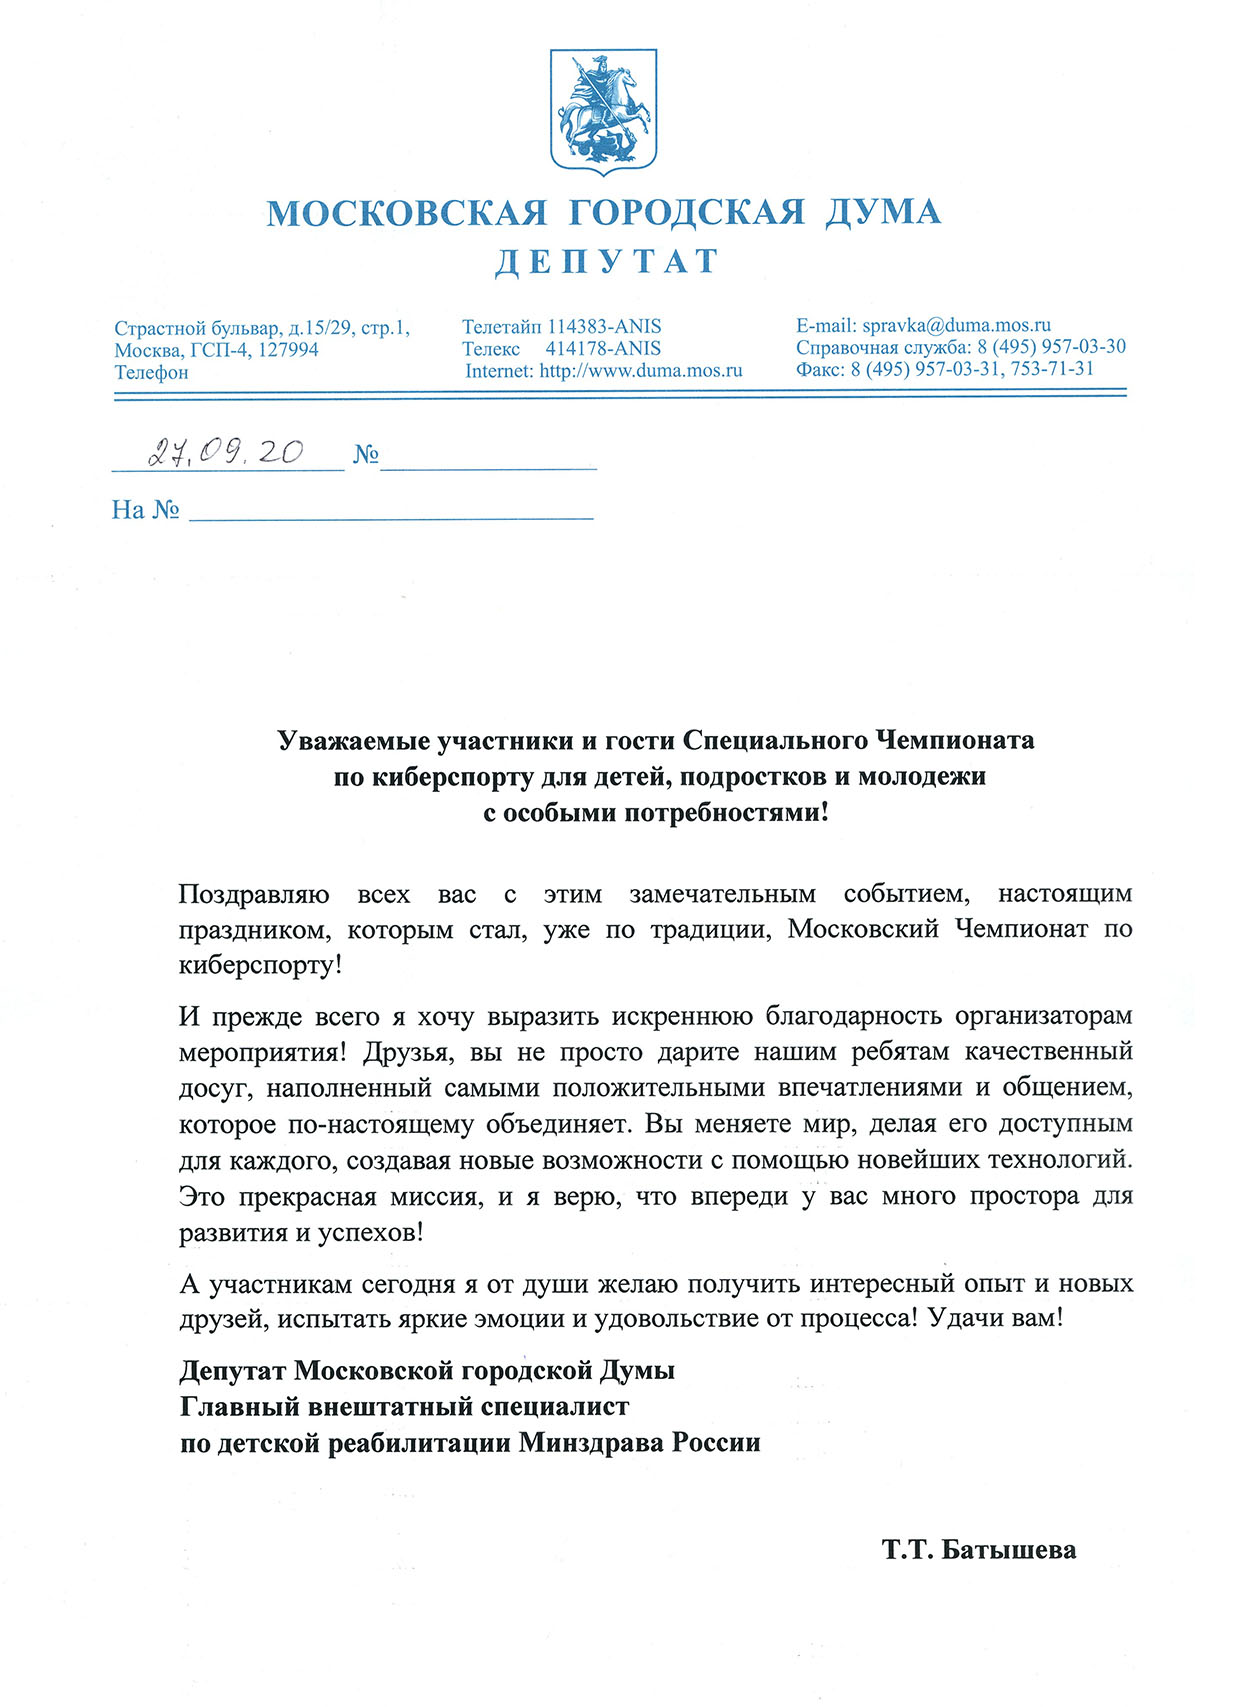 МОСКОВСКАЯ ГОРОДСКАЯ ДУМА
ДЕПУТАТ
Страстной бульвар, д.15/29, стр.1,
Москва, ГСП-4, 127994
Телефон
Телетайп 114383-ANIS
Телекс 414178-ANIS
Internet: http://www.duma.mos.ru
E-mail: spravka@duma.mos.ru
Справочная служба: 8 (495) 957-03-30
Факс: 8 (495) 957-03-31, 753-71-31
27.09.20 №
На №
Уважаемые участники и гости Специального Чемпионата
по киберспорту для детей, подростков и молодежи
с особыми потребностями!
Поздравляю всех вас с этим замечательным событием, настоящим
праздником, которым стал, уже по традиции, Московский Чемпионат по
киберспорту!
И прежде всего я хочу выразить искреннюю благодарность организаторам
мероприятия! Друзья, вы не просто дарите нашим ребятам качественный
досуг, наполненный самыми положительными впечатлениями и общением,
которое по-настоящему объединяет. Вы меняете мир, делая его доступным
для каждого, создавая новые возможности с помощью новейших технологий.
Это прекрасная миссия, и я верю, что впереди у вас много простора для
развития и успехов!
А участникам сегодня я от души желаю получить интересный опыт и новых
друзей, испытать яркие эмоции и удовольствие от процесса! Удачи вам!
Депутат Московской городской Думы
Главный внештатный специалист
по детской реабилитации Минздрава России
Т.Т. Батышева